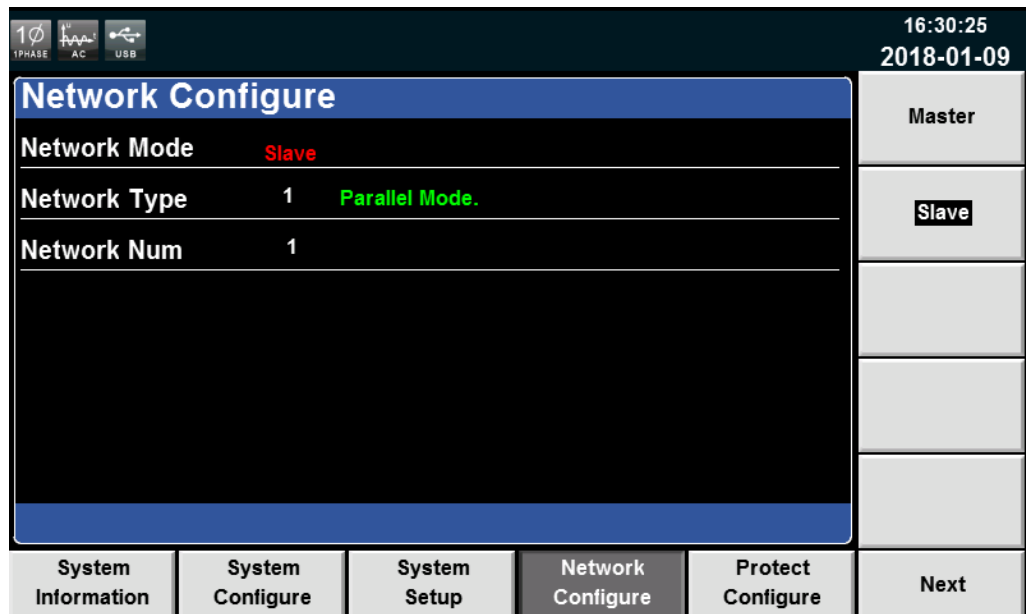 1Ø
1PHASE
u
t
AC
USB
16:30:25
2018-01-09
Network Configure
Network Mode Slave
Network Type 1 Parallel Mode.
Network Num 1
Master
Slave
System
Information
System
Configure
System
Setup
Network
Configure
Protect
Configure
Next